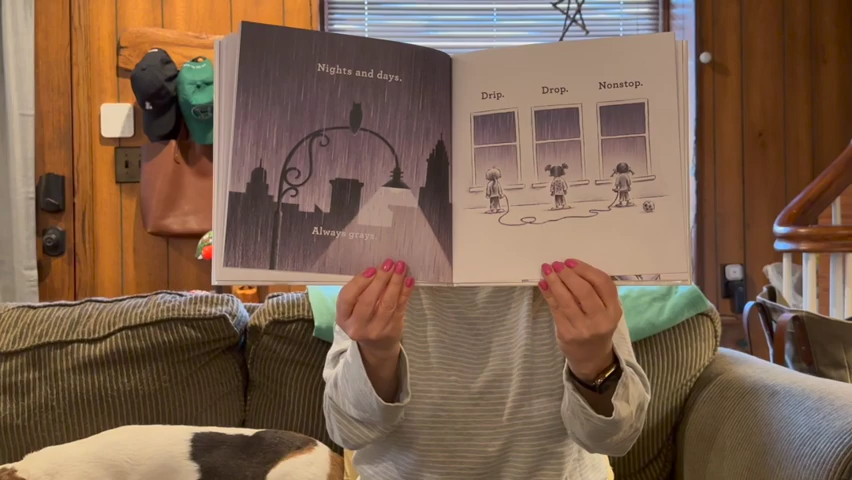 Nights and days.
Always grays.
Drip.
Drop.
Nonstop.